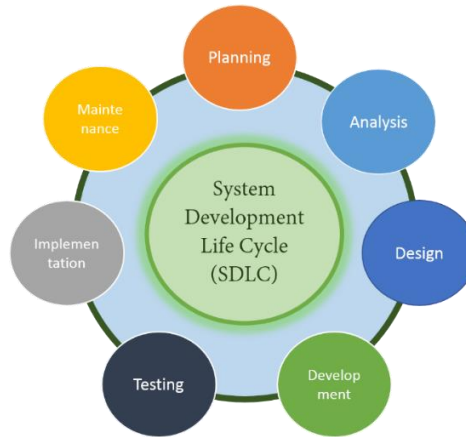 Planning
Analysis
Design
Develop
ment
Testing
Implemen
tation
Mainte
nance
System
Development
Life Cycle
(SDLC)